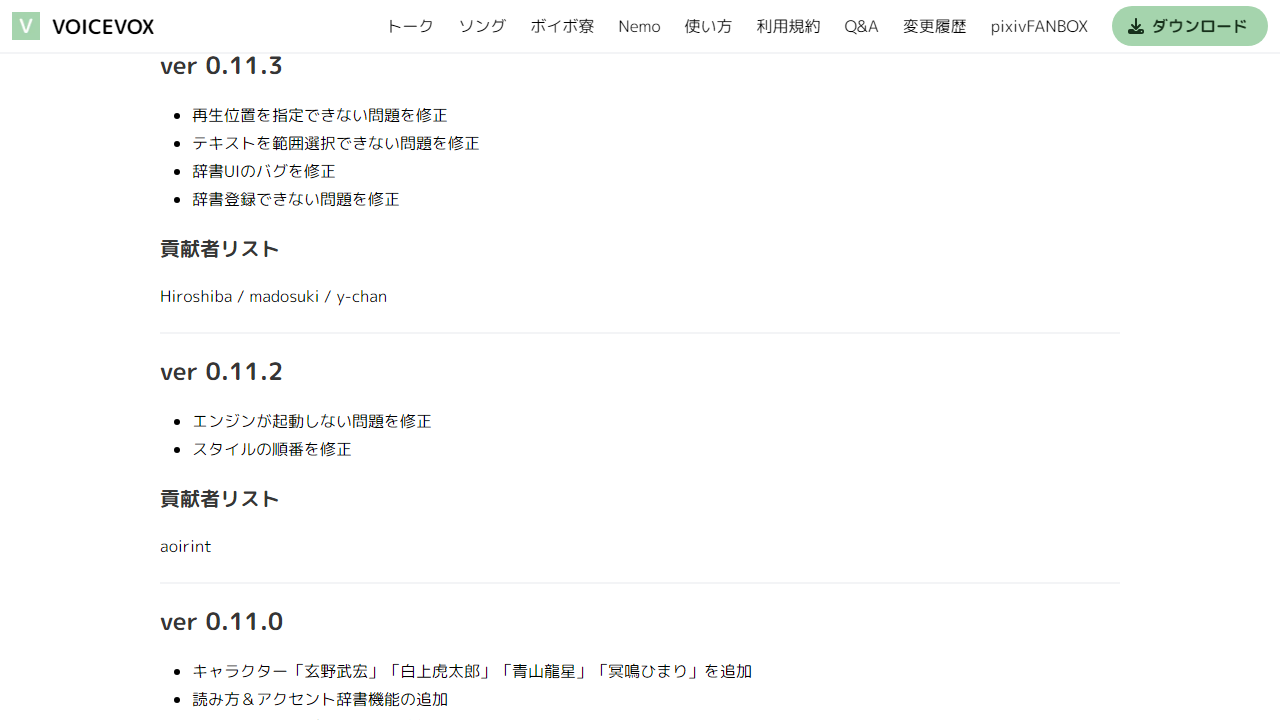 V VOICEVOX トーク ソング ボイボ寮 Nemo 使い方 利用規約 Q&A 変更履歴 pixivFANBOX ダウンロード
ver 0.11.3
再生位置を指定できない問題を修正
テキストを範囲選択できない問題を修正
辞書UIのバグを修正
辞書登録できない問題を修正
貢献者リスト
Hiroshiba / madosuki / y-chan
ver 0.11.2
エンジンが起動しない問題を修正
スタイルの順番を修正
貢献者リスト
aoirint
ver 0.11.0
キャラクター「玄野武宏」「白上虎太郎」「青山龍星」「冥鳴ひまり」を追加
読み方＆アクセント辞書機能の追加